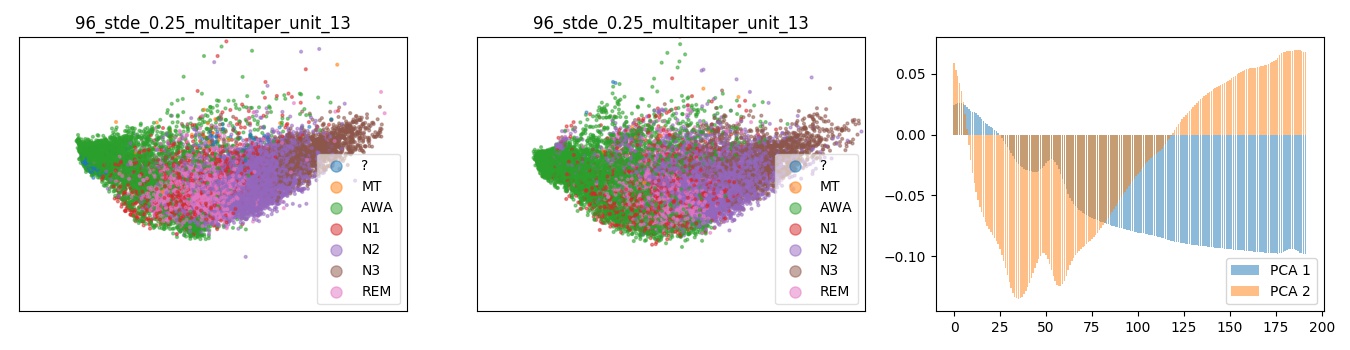 96_stde_0.25_multitaper_unit_13
?
MT
AWA
N1
N2
N3
REM
96_stde_0.25_multitaper_unit_13
?
MT
AWA
N1
N2
N3
REM
0.05
0.00
−0.05
−0.10
0
25
50
75
100
125
150
175
200
PCA 1
PCA 2